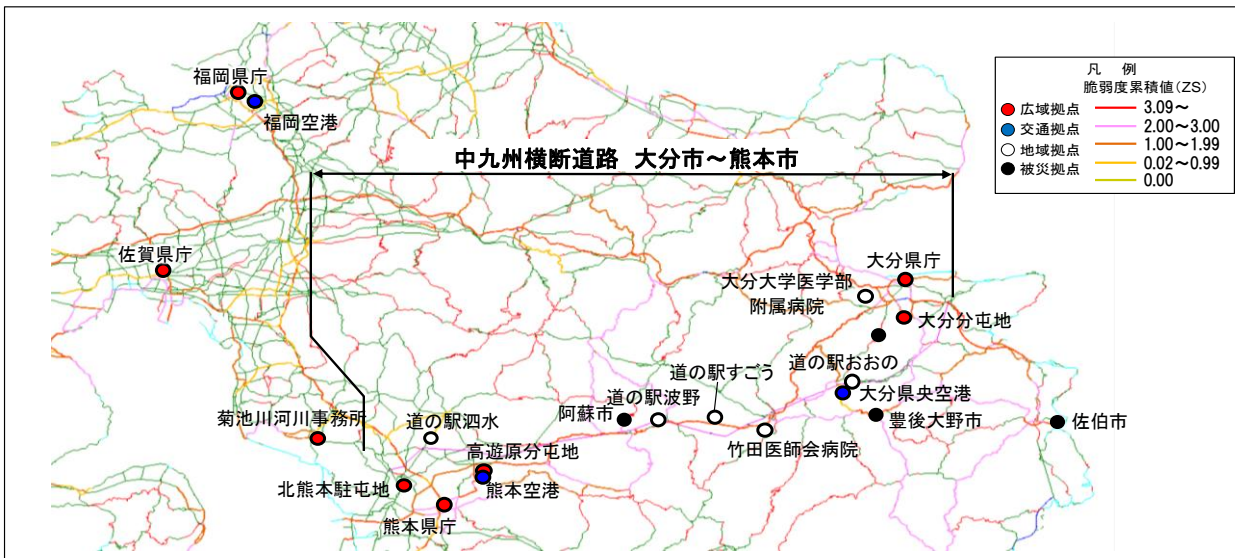 福岡県庁
福岡空港
凡 例
脆弱度累積値(ZS)
広域拠点
3.09～
交通拠点
2.00～3.00
地域拠点
1.00～1.99
被災拠点
0.02～0.99
0.00
中九州横断道路 大分市～熊本市
佐賀県庁
大分県庁
大分大学医学部
附属病院
大分分屯地
道の駅おおの
道の駅すごう
大分県央空港
道の駅波野
阿蘇市
豊後大野市
佐伯市
竹田医師会病院
菊池川河川事務所
道の駅泗水
高遊原分屯地
北熊本駐屯地
熊本空港
熊本県庁